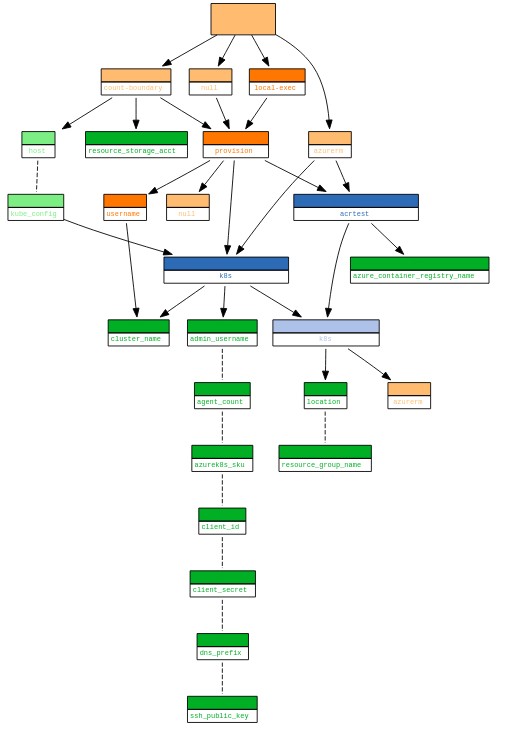 count-boundary
null
local-exec
host
resource_storage_acct
provision
azurerm
kube_config
username
null
acrtest
k8s
azure_container_registry_name
cluster_name
admin_username
k8s
agent_count
location
azurerm
azurek8s_sku
resource_group_name
client_id
client_secret
dns_prefix
ssh_public_key